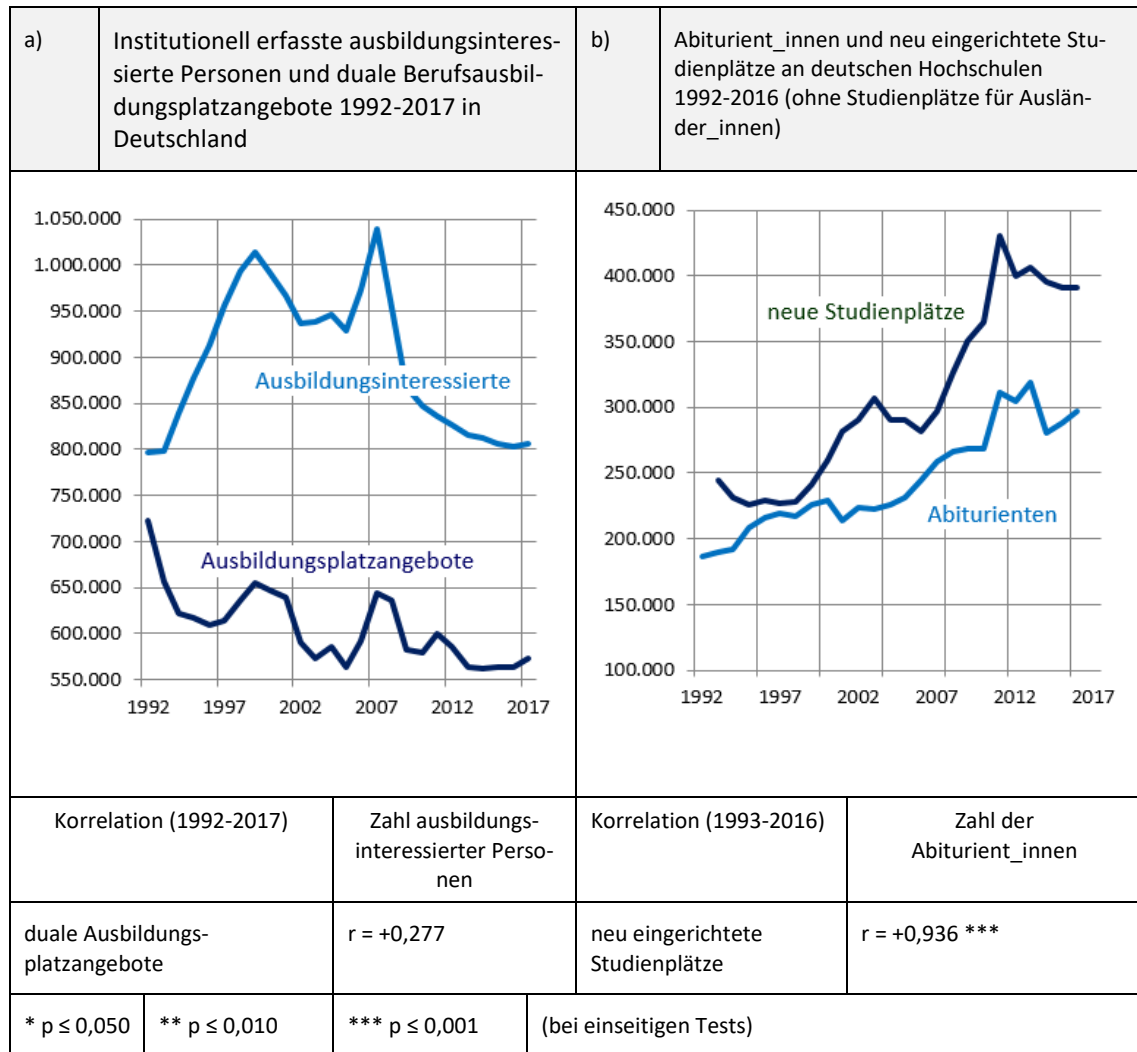 a)
Institutionell erfasste ausbildungsinteres-
sierte Personen und duale Berufsausbil-
dungsplatzangebote 1992-2017 in
Deutschland
b)
Abiturient_innen und neu eingerichtete Stu-
dienplätze an deutschen Hochschulen
1992-2016 (ohne Studienplätze für Auslän-
der_innen)
1.050.000
1.000.000
950.000
900.000
850.000
800.000
750.000
700.000
650.000
600.000
550.000
Ausbildungsinteressierte
Ausbildungsplatzangebote
1992 1997 2002 2007 2012 2017
450.000
400.000
350.000
300.000
250.000
200.000
150.000
100.000
neue Studienplätze
Abiturienten
1992 1997 2002 2007 2012 2017
Korrelation (1992-2017)
Zahl ausbildungs-
interessierter Perso-
nen
Korrelation (1993-2016)
Zahl der
Abiturient_innen
duale Ausbildungs-
platzangebote
r = +0,277
neu eingerichtete
Studienplätze
r = +0,936 ***
* p ≤ 0,050
** p ≤ 0,010
*** p ≤ 0,001
(bei einseitigen Tests)